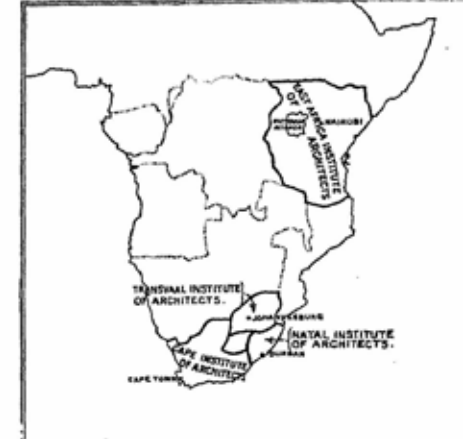 EAST AFRICA INSTITUTE
OF
ARCHITECTS
NAIROBI
TRANSVAAL INSTITUTE
OF ARCHITECTS.
JOHANNESBURG
NATAL INSTITUTE
OF ARCHITECTS.
DURBAN
CAPE INSTITUTE
OF ARCHITECTS
CAPE TOWN